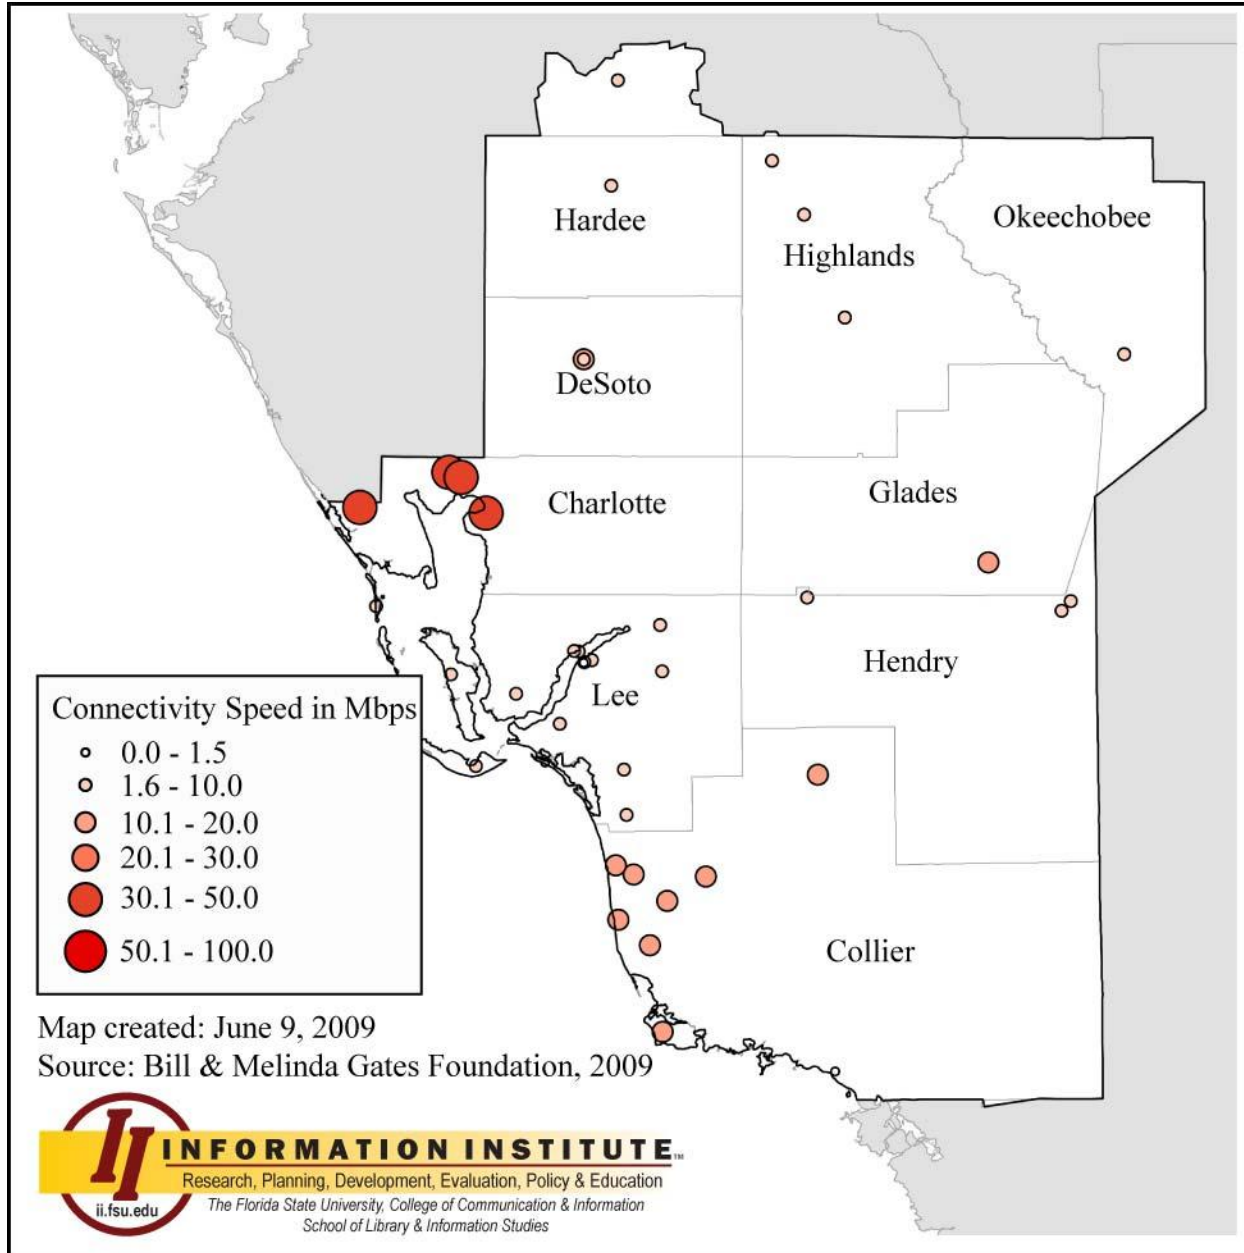 Hardee
Okeechobee
Highlands
DeSoto
Charlotte
Glades
Hendry
Lee
Collier
Connectivity Speed in Mbps
0.0 - 1.5
1.6 - 10.0
10.1 - 20.0
20.1 - 30.0
30.1 - 50.0
50.1 - 100.0
Map created: June 9, 2009
Source: Bill & Melinda Gates Foundation, 2009
II
ii.fsu.edu
INFORMATION INSTITUTE™
Research, Planning, Development, Evaluation, Policy & Education
The Florida State University, College of Communication & Information
School of Library & Information Studies